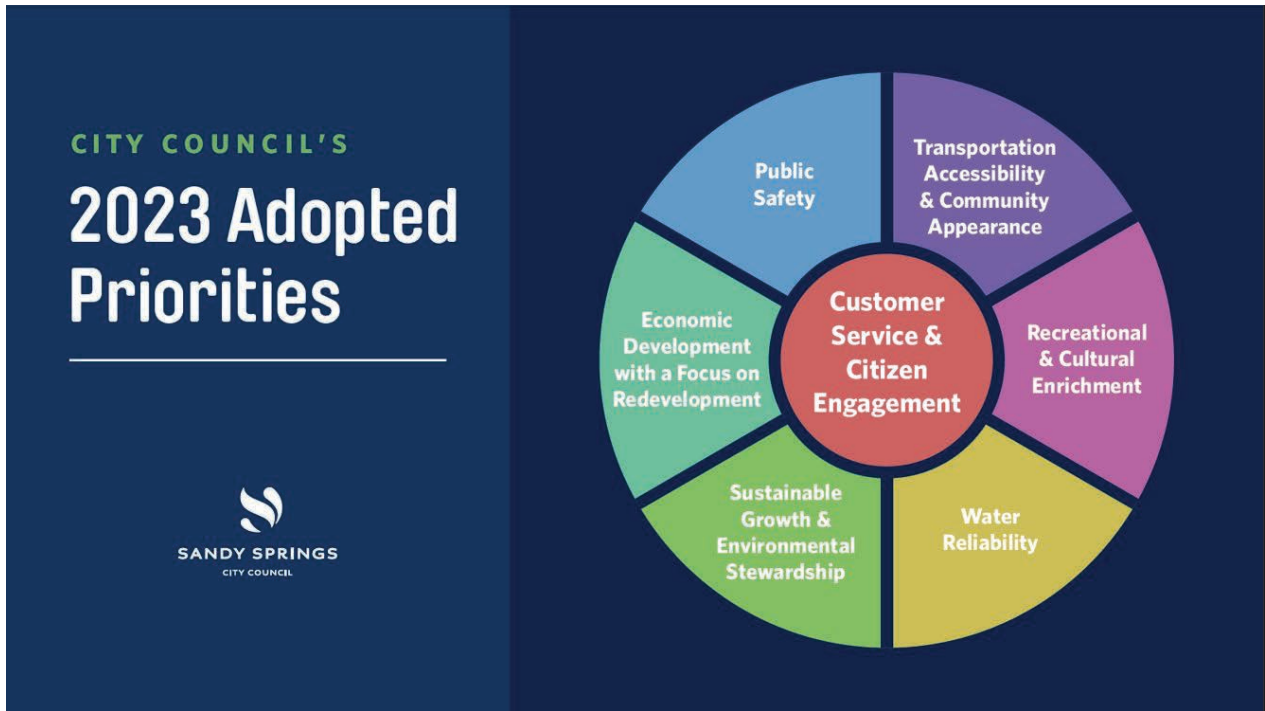 CITY COUNCIL'S
2023 Adopted
Priorities
SANDY SPRINGS
CITY COUNCIL
Public
Safety
Transportation
Accessibility
& Community
Appearance
Economic
Development
with a Focus on
Redevelopment
Customer
Service &
Citizen
Engagement
Recreational
& Cultural
Enrichment
Sustainable
Growth &
Environmental
Stewardship
Water
Reliability